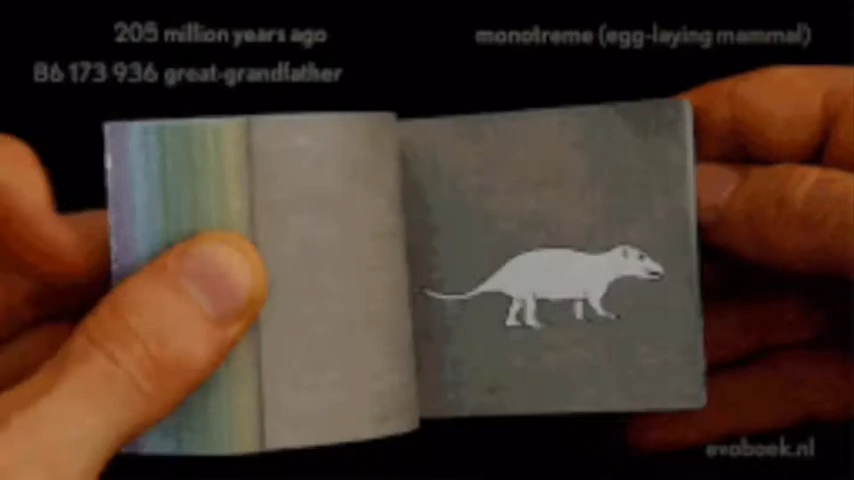 205 million years ago
monotreme (egg-laying mammal)
86 173 936 great-grandfather
evoboek.nl